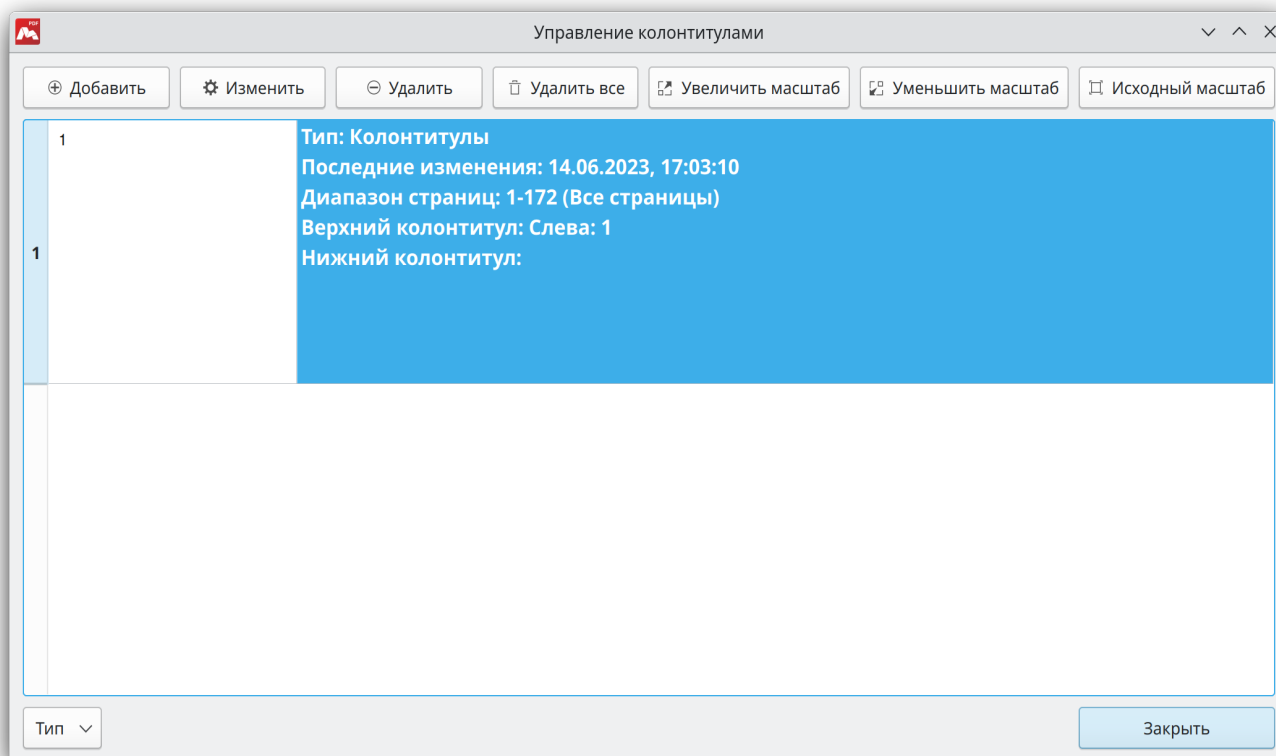 PDF
Управление колонтитулами
Добавить
Изменить
Удалить
Удалить все
Увеличить масштаб
Уменьшить масштаб
Исходный масштаб
1
1
Тип: Колонтитулы
Последние изменения: 14.06.2023, 17:03:10
Диапазон страниц: 1-172 (Все страницы)
Верхний колонтитул: Слева: 1
Нижний колонтитул:
Тип
Закрыть